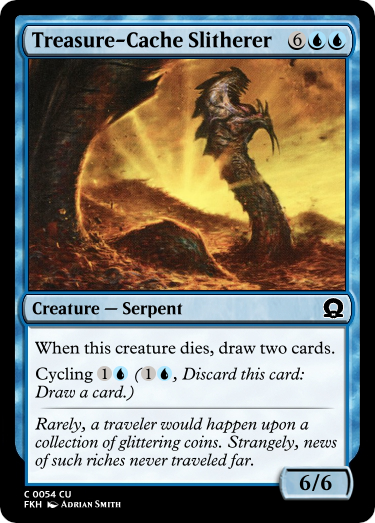 Treasure-Cache Slitherer 6
Creature — Serpent
When this creature dies, draw two cards.
Cycling 1 (1, Discard this card:
Draw a card.)
Rarely, a traveler would happen upon a
collection of glittering coins. Strangely, news
of such riches never traveled far.
6/6
C 0054 CU
FKH Adrian Smith